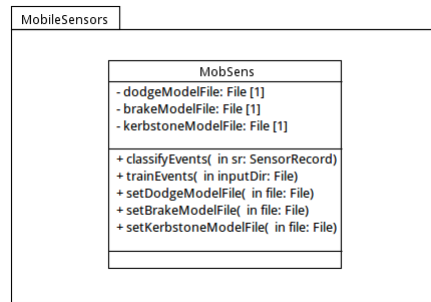 MobileSensors
MobSens
- dodgeModelFile: File [1]
- brakeModelFile: File [1]
- kerbstoneModelFile: File [1]
+ classifyEvents( in sr: SensorRecord)
+ trainEvents( in inputDir: File)
+ setDodgeModelFile( in file: File)
+ setBrakeModelFile( in file: File)
+ setKerbstoneModelFile( in file: File)